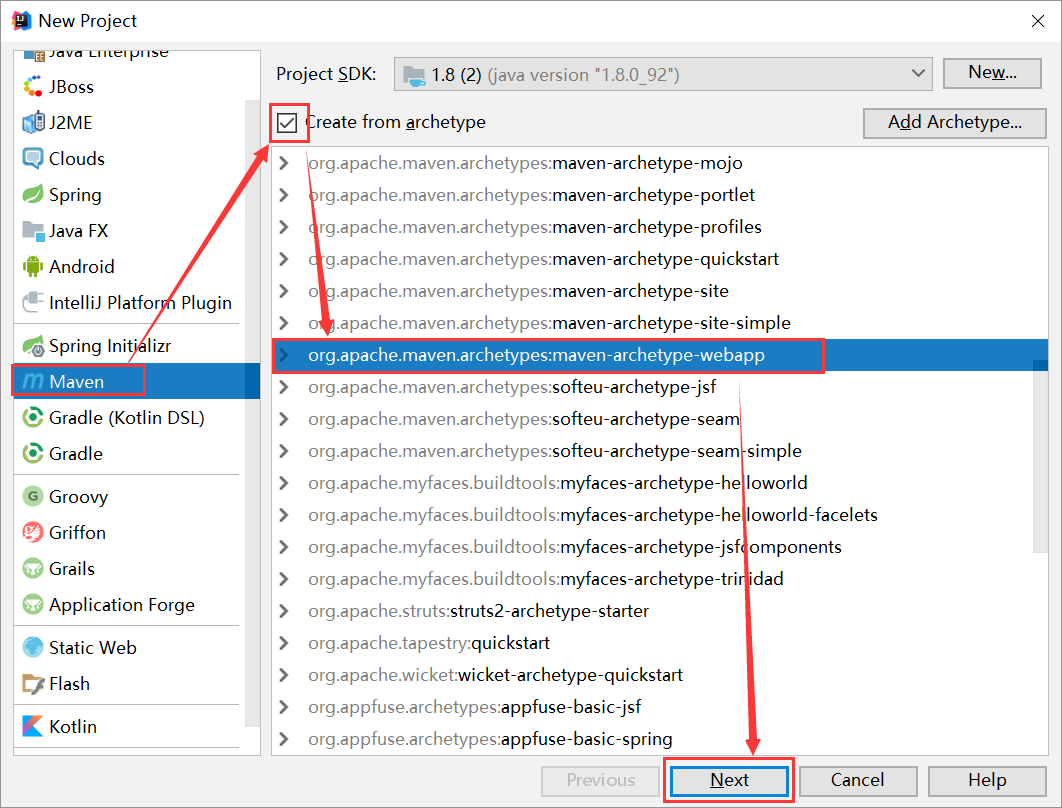 New Project
Java Enterprise
JBoss
J2ME
Clouds
Spring
Java FX
Android
IntelliJ Platform Plugin
Spring Initializr
Maven
Gradle (Kotlin DSL)
Gradle
Groovy
Griffon
Grails
Application Forge
Static Web
Flash
Kotlin
Project SDK: 1.8 (2) (java version "1.8.0_92") New...
Create from archetype Add Archetype...
org.apache.maven.archetypes:maven-archetype-mojo
org.apache.maven.archetypes:maven-archetype-portlet
org.apache.maven.archetypes:maven-archetype-profiles
org.apache.maven.archetypes:maven-archetype-quickstart
org.apache.maven.archetypes:maven-archetype-site
org.apache.maven.archetypes:maven-archetype-site-simple
org.apache.maven.archetypes:maven-archetype-webapp
org.apache.maven.archetypes:softeu-archetype-jsf
org.apache.maven.archetypes:softeu-archetype-seam
org.apache.maven.archetypes:softeu-archetype-seam-simple
org.apache.myfaces.buildtools:myfaces-archetype-helloworld
org.apache.myfaces.buildtools:myfaces-archetype-helloworld-facelets
org.apache.myfaces.buildtools:myfaces-archetype-jsfcomponents
org.apache.myfaces.buildtools:myfaces-archetype-trinidad
org.apache.struts:struts2-archetype-starter
org.apache.tapestry:quickstart
org.apache.wicket:wicket-archetype-quickstart
org.appfuse.archetypes:appfuse-basic-jsf
org.appfuse.archetypes:appfuse-basic-spring
Previous Next Cancel Help